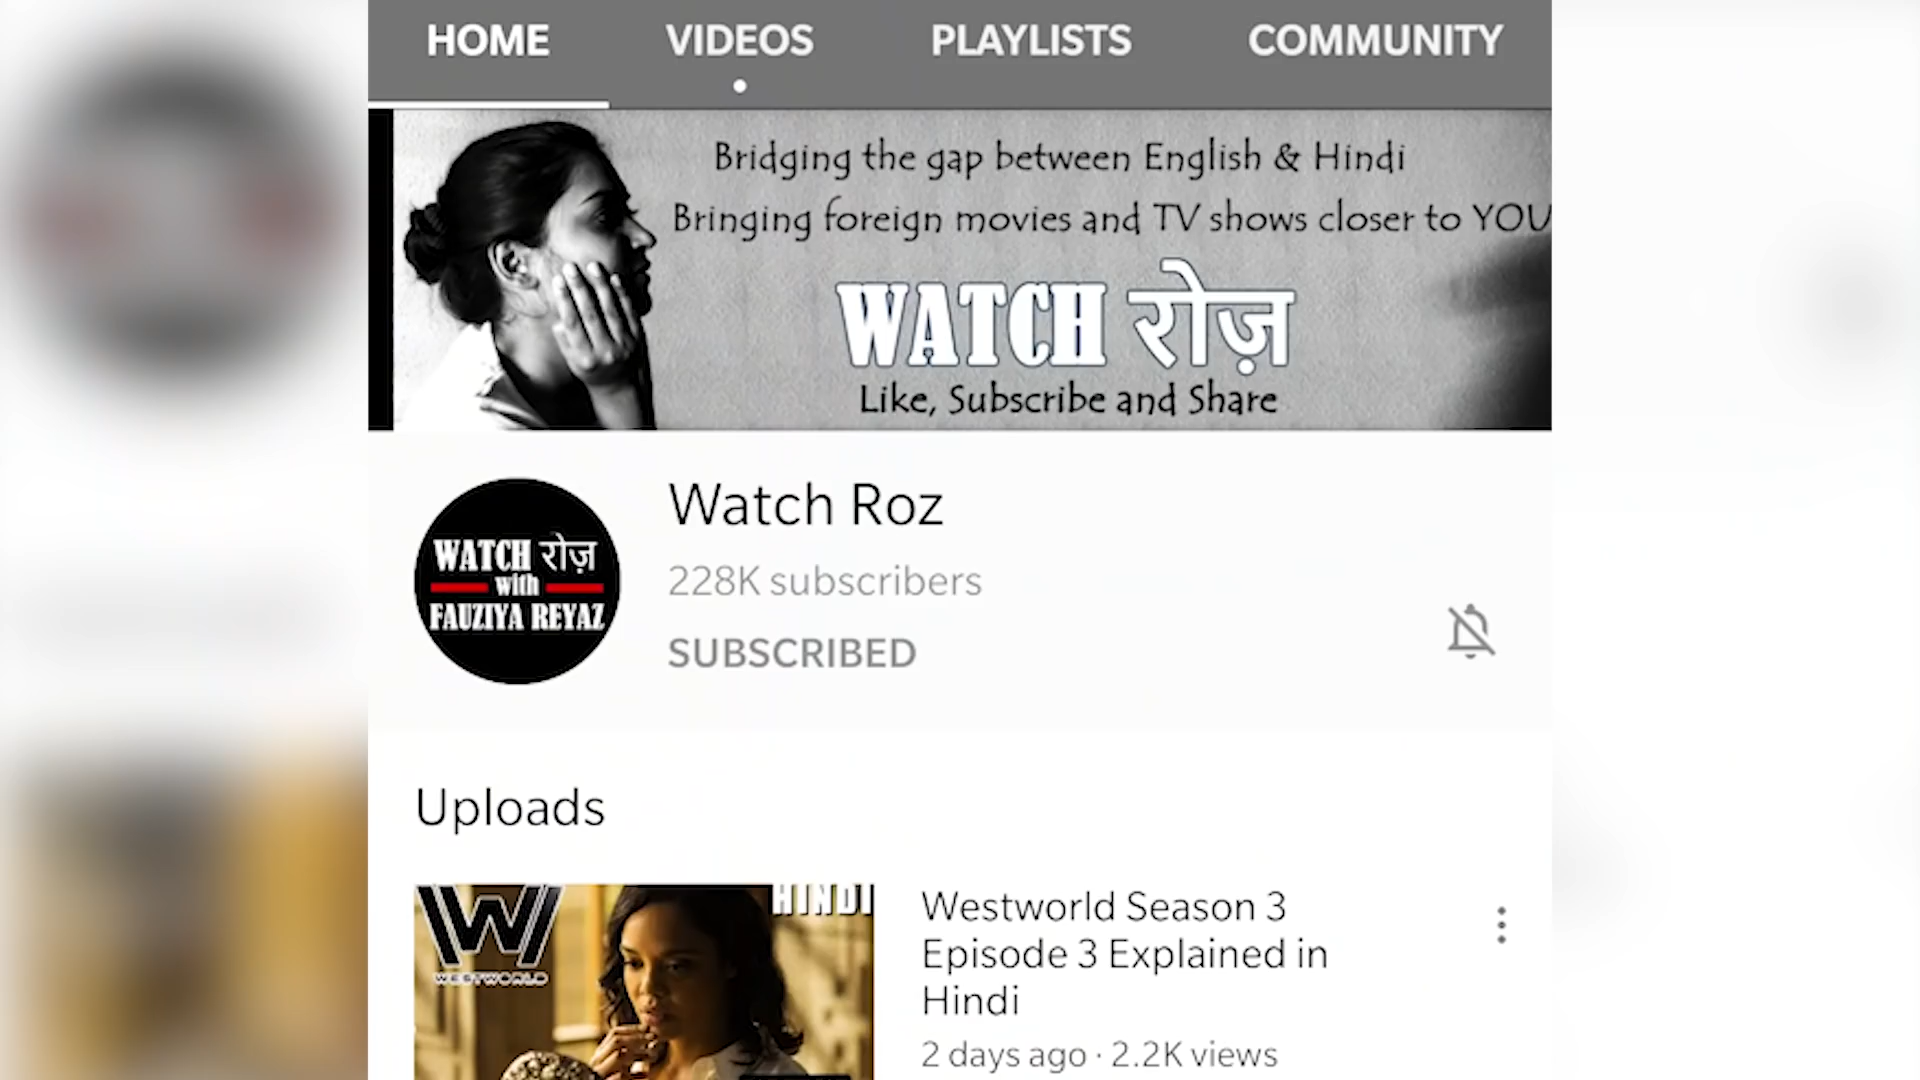 HOME VIDEOS PLAYLISTS COMMUNITY
Bridging the gap between English & Hindi
Bringing foreign movies and TV shows closer to YOU
WATCH रोज़
Like, Subscribe and Share
WATCH रोज़
with
FAUZIYA REYAZ
Watch Roz
228K subscribers
SUBSCRIBED
Uploads
HINDI
WESTWORLD
Westworld Season 3
Episode 3 Explained in
Hindi
2 days ago · 2.2K views